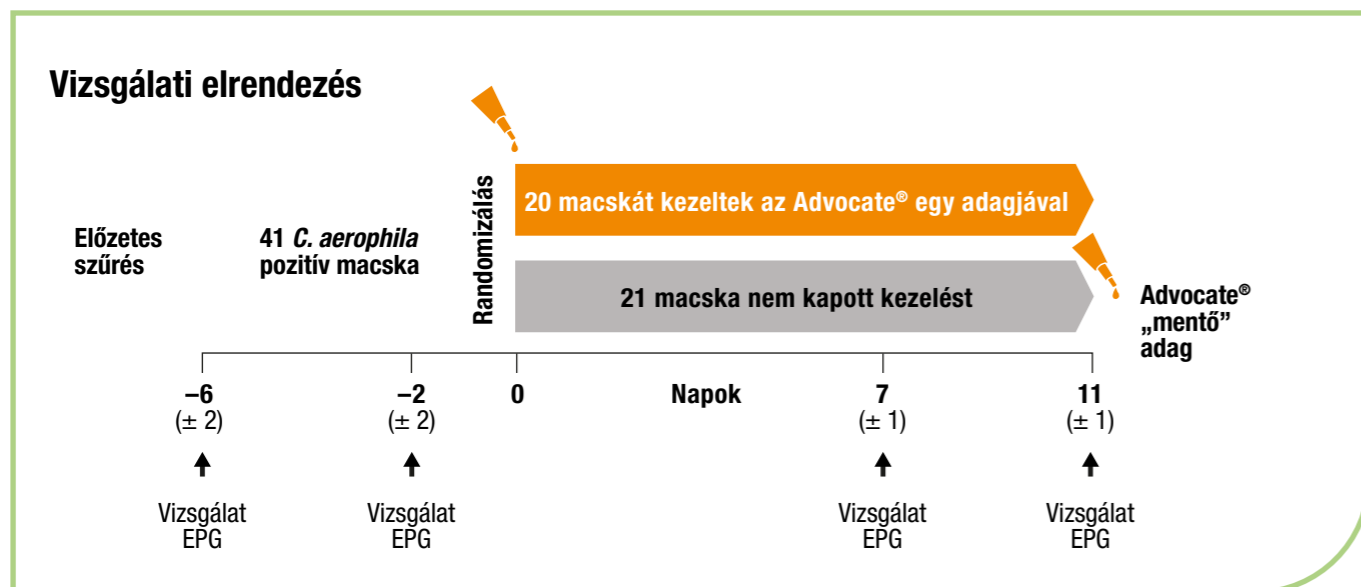 Vizsgálati elrendezés
Előzetes
szűrés
41 C. aerophila
pozitív macska
Randomizálás
20 macskát kezeltek az Advocate® egy adagjával
21 macska nem kapott kezelést
Advocate®
„mentő”
adag
–6
(± 2)
–2
(± 2)
0
Napok
7
(± 1)
11
(± 1)
Vizsgálat
EPG
Vizsgálat
EPG
Vizsgálat
EPG
Vizsgálat
EPG